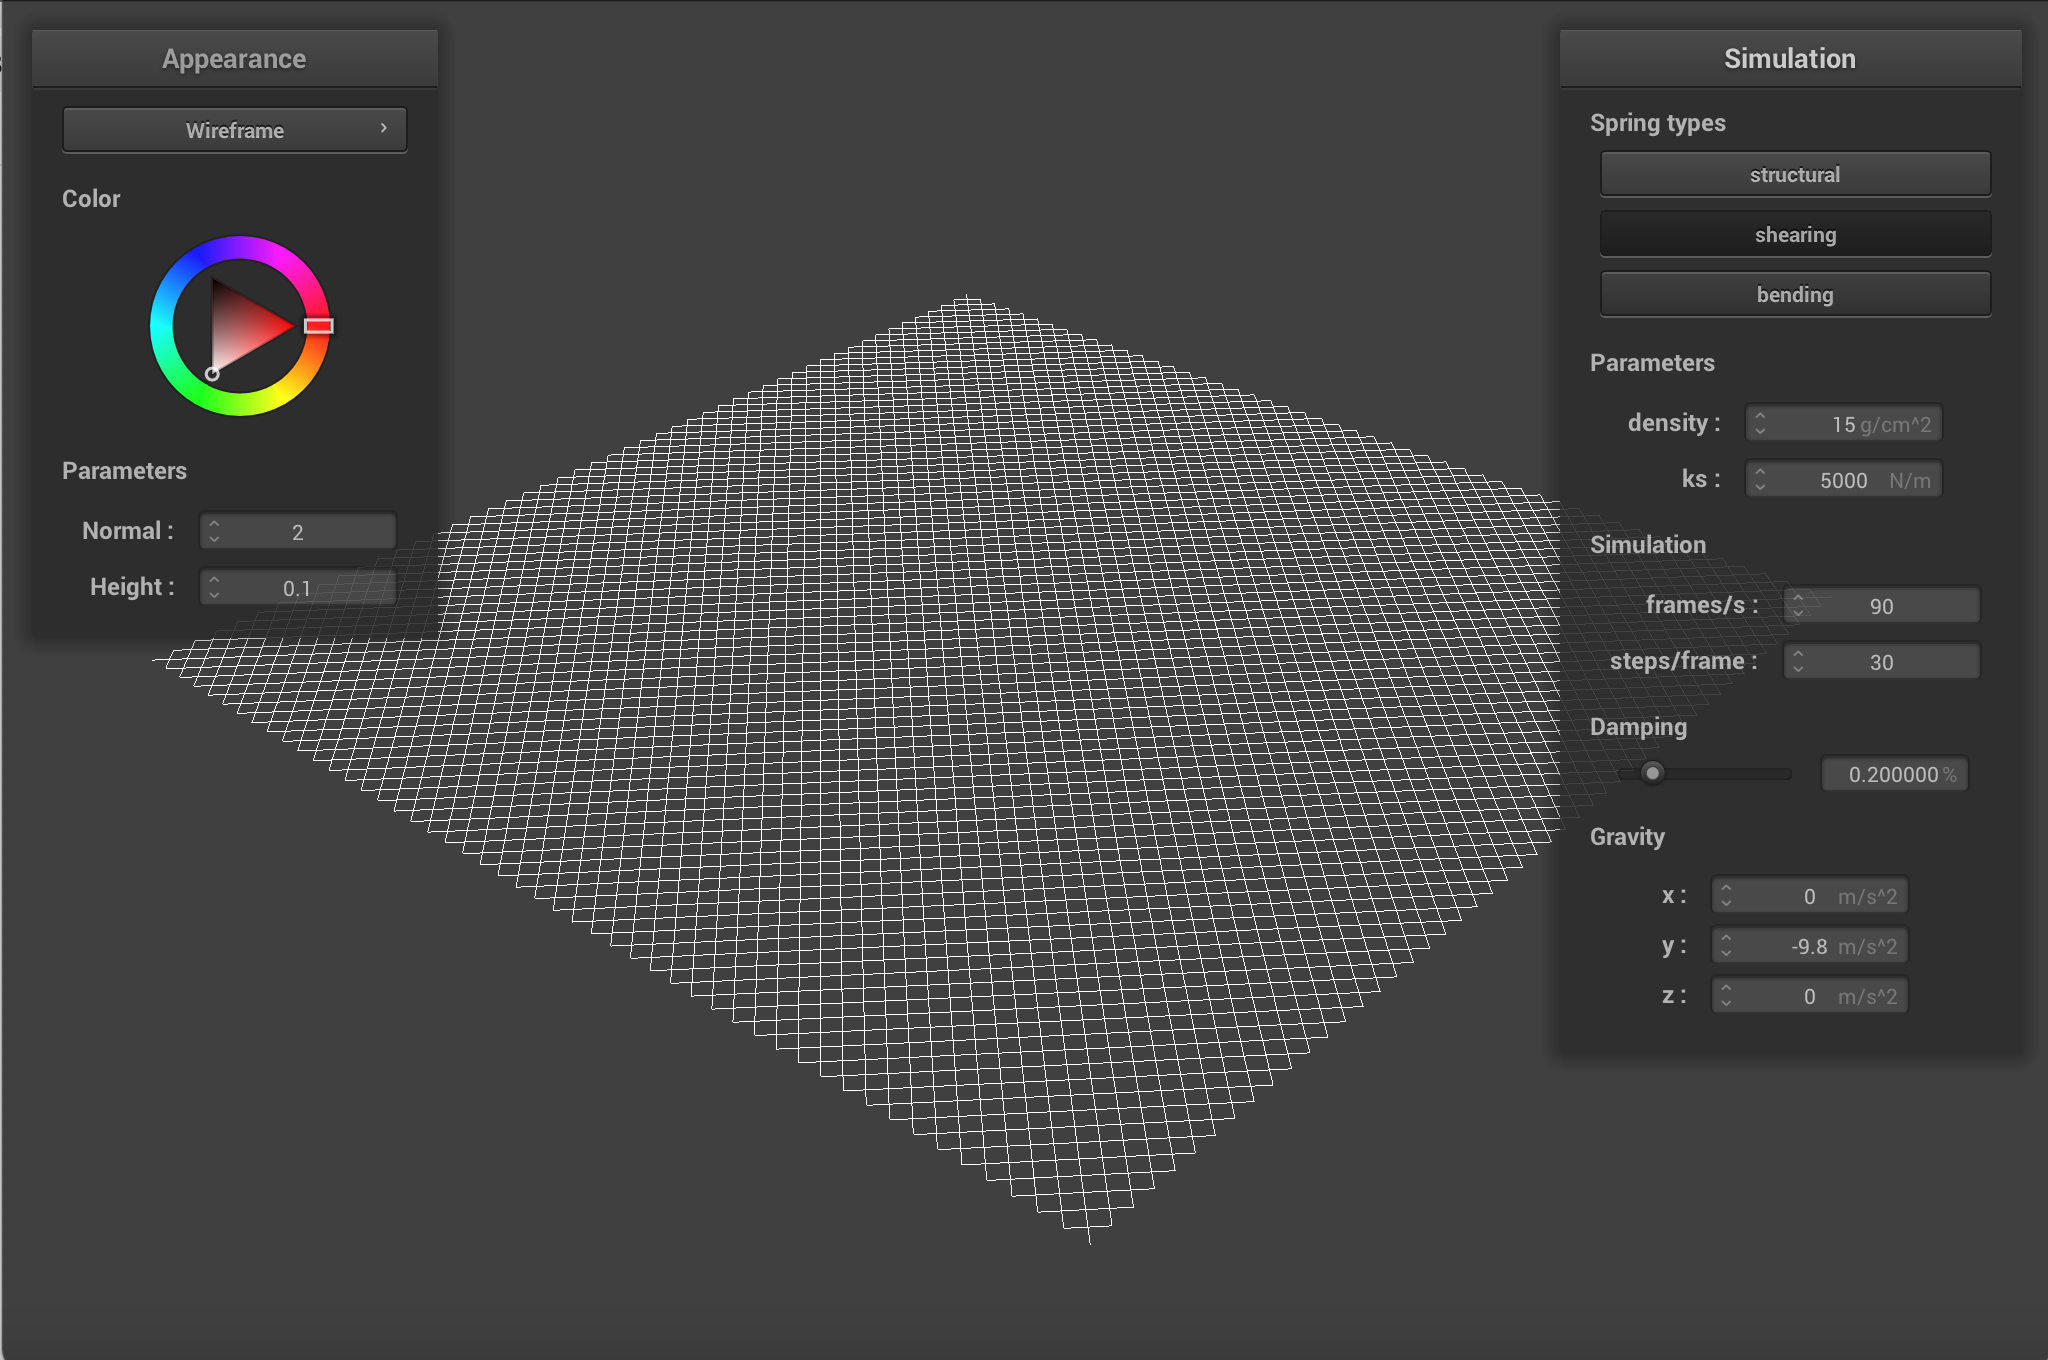 Appearance
Wireframe
Color
Parameters
Normal : 2
Height : 0.1
Simulation
Spring types
structural
shearing
bending
Parameters
density : 15 g/cm^2
ks : 5000 N/m
Simulation
frames/s : 90
steps/frame : 30
Damping
0.200000 %
Gravity
x : 0 m/s^2
y : -9.8 m/s^2
z : 0 m/s^2